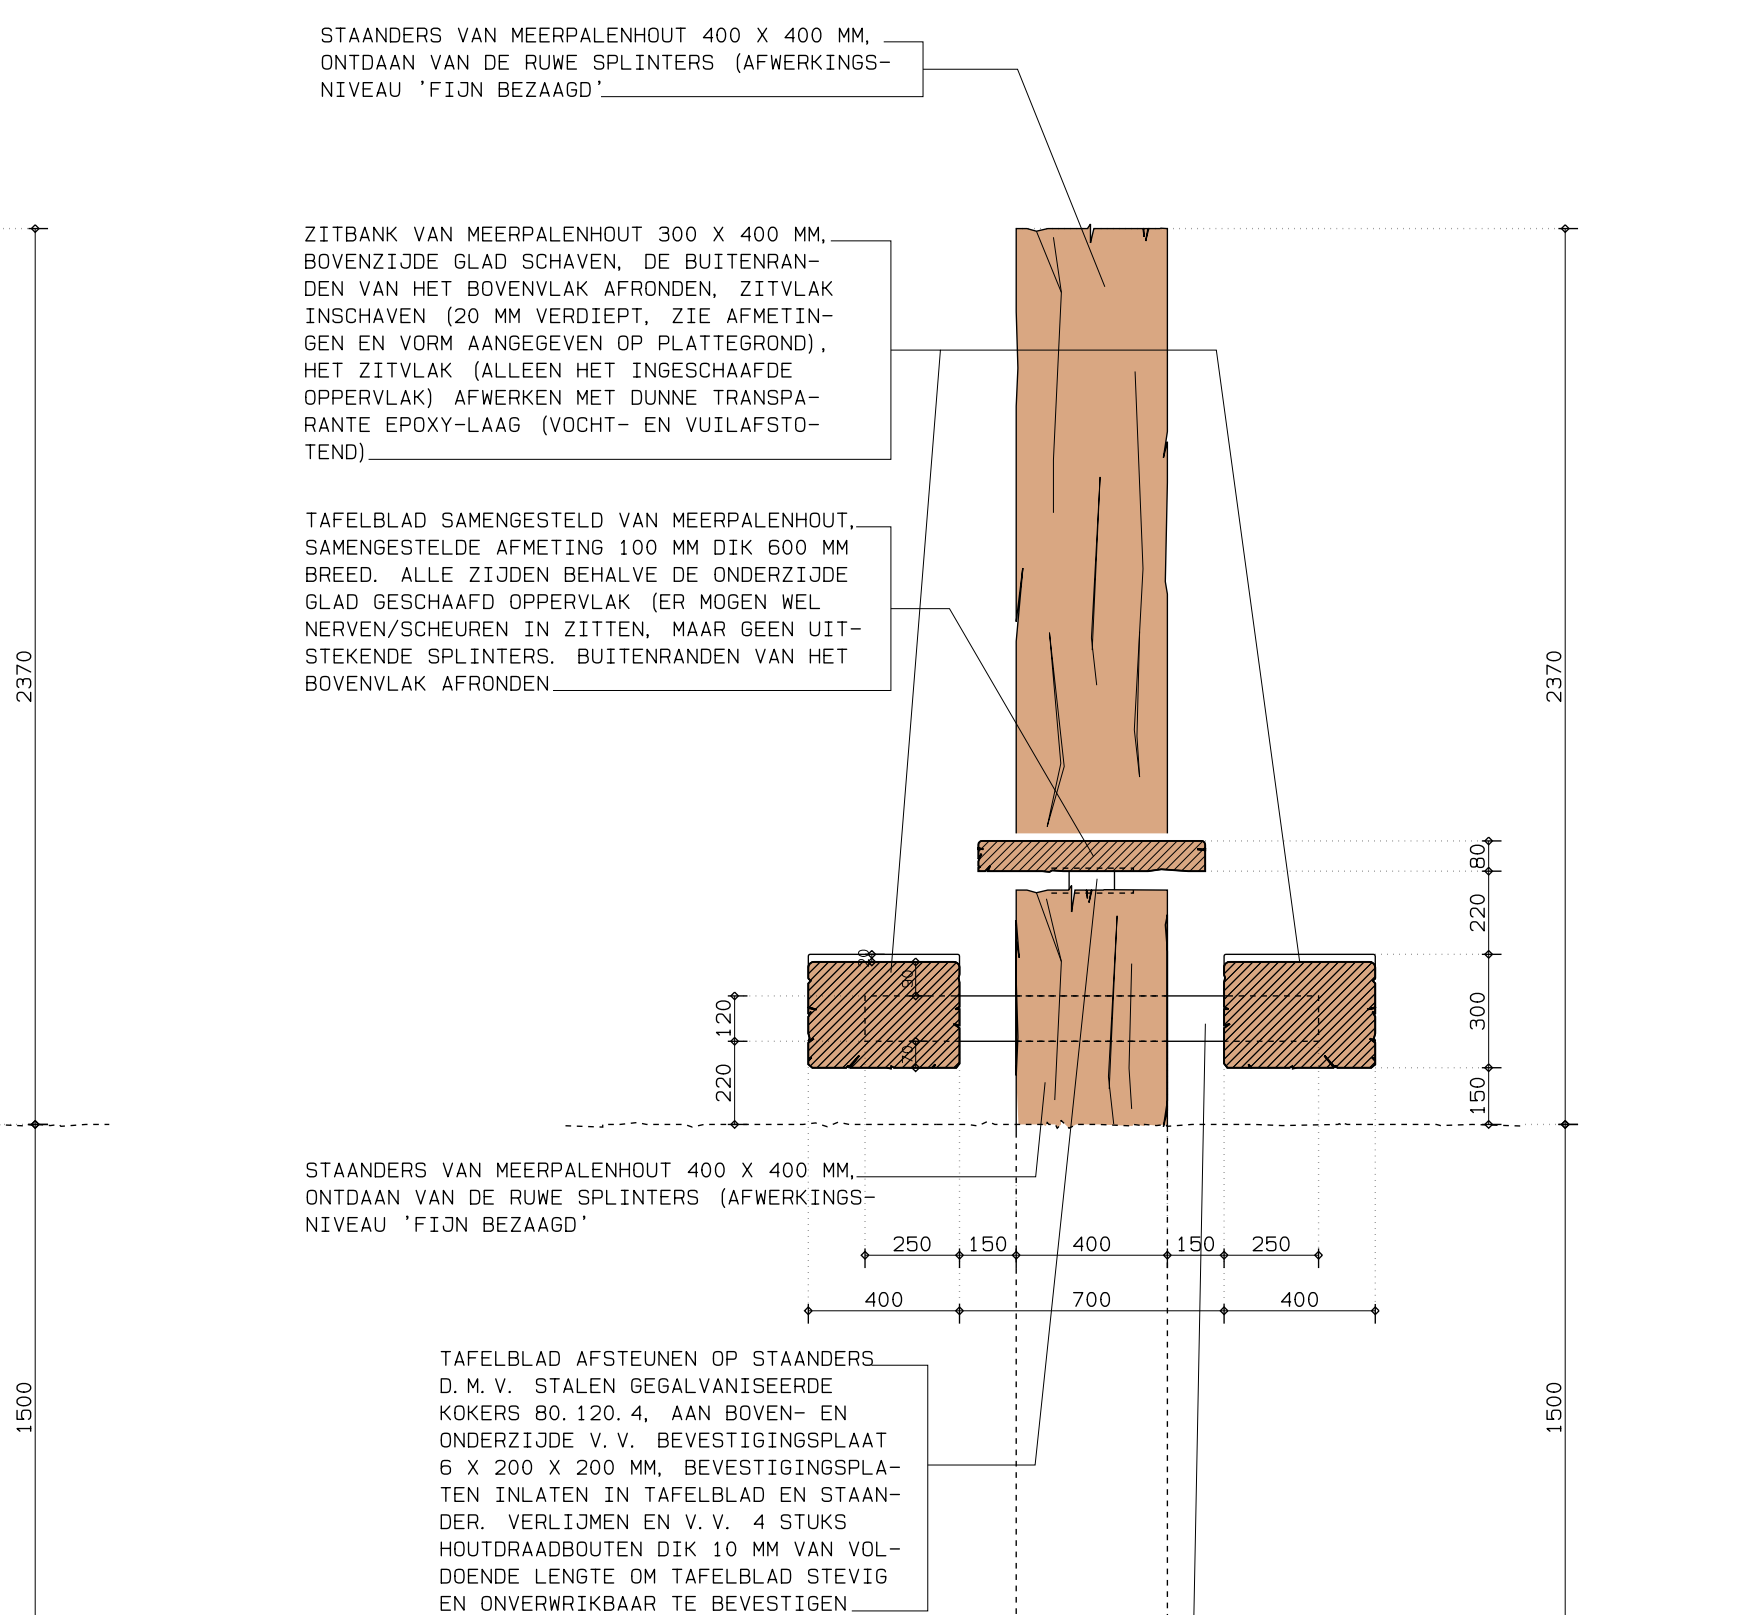 STAANDERS VAN MEERPALENHOUT 400 X 400 MM,
ONTDAAN VAN DE RUWE SPLINTERS (AFWERKINGS-
NIVEAU 'FIJN BEZAAGD'
ZITBANK VAN MEERPALENHOUT 300 X 400 MM,
BOVENZIJDE GLAD SCHAVEN, DE BUITENRAN-
DEN VAN HET BOVENVLAK AFRONDEN, ZITVLAK
INSCHAVEN (20 MM VERDIEPT, ZIE AFMETIN-
GEN EN VORM AANGEGEVEN OP PLATTEGROND),
HET ZITVLAK (ALLEEN HET INGESCHAAFDE
OPPERVLAK) AFWERKEN MET DUNNE TRANSPA-
RANTE EPOXY-LAAG (VOCHT- EN VUILAFSTO-
TEND)
TAFELBLAD SAMENGESTELD VAN MEERPALENHOUT,
SAMENGESTELDE AFMETING 100 MM DIK 600 MM
BREED. ALLE ZIJDEN BEHALVE DE ONDERZIJDE
GLAD GESCHAAFD OPPERVLAK (ER MOGEN WEL
NERVEN/SCHEUREN IN ZITTEN, MAAR GEEN UIT-
STEKENDE SPLINTERS. BUITENRANDEN VAN HET
BOVENVLAK AFRONDEN
2370
2370
80
220
300
150
20
90
70
120
220
STAANDERS VAN MEERPALENHOUT 400 X 400 MM,
ONTDAAN VAN DE RUWE SPLINTERS (AFWERKINGS-
NIVEAU 'FIJN BEZAAGD'
250 150 400 150 250
400 700 400
1500
1500
TAFELBLAD AFSTEUNEN OP STAANDERS
D.M.V. STALEN GEGALVANISEERDE
KOKERS 80.120.4, AAN BOVEN- EN
ONDERZIJDE V.V. BEVESTIGINGSPLAAT
6 X 200 X 200 MM, BEVESTIGINGSPLA-
TEN INLATEN IN TAFELBLAD EN STAAN-
DER. VERLIJMEN EN V.V. 4 STUKS
HOUTDRAADBOUTEN DIK 10 MM VAN VOL-
DOENDE LENGTE OM TAFELBLAD STEVIG
EN ONVERWRIKBAAR TE BEVESTIGEN